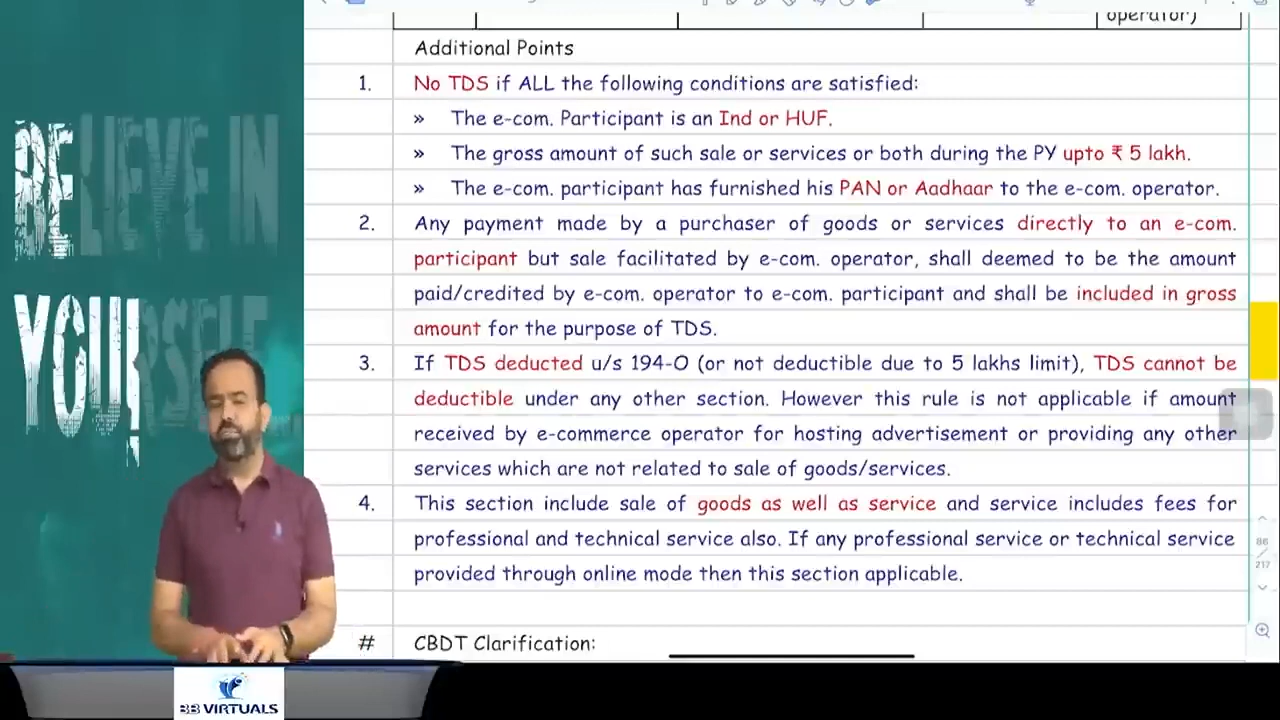 operator)
Additional Points
1. No TDS if ALL the following conditions are satisfied:
» The e-com. Participant is an Ind or HUF.
» The gross amount of such sale or services or both during the PY upto ₹ 5 lakh.
» The e-com. participant has furnished his PAN or Aadhaar to the e-com. operator.
2. Any payment made by a purchaser of goods or services directly to an e-com.
participant but sale facilitated by e-com. operator, shall deemed to be the amount
paid/credited by e-com. operator to e-com. participant and shall be included in gross
amount for the purpose of TDS.
3. If TDS deducted u/s 194-O (or not deductible due to 5 lakhs limit), TDS cannot be
deductible under any other section. However this rule is not applicable if amount
received by e-commerce operator for hosting advertisement or providing any other
services which are not related to sale of goods/services.
4. This section include sale of goods as well as service and service includes fees for
professional and technical service also. If any professional service or technical service
provided through online mode then this section applicable.
# CBDT Clarification:
86
217
BELIEVE IN
YOURSELF
BB VIRTUALS